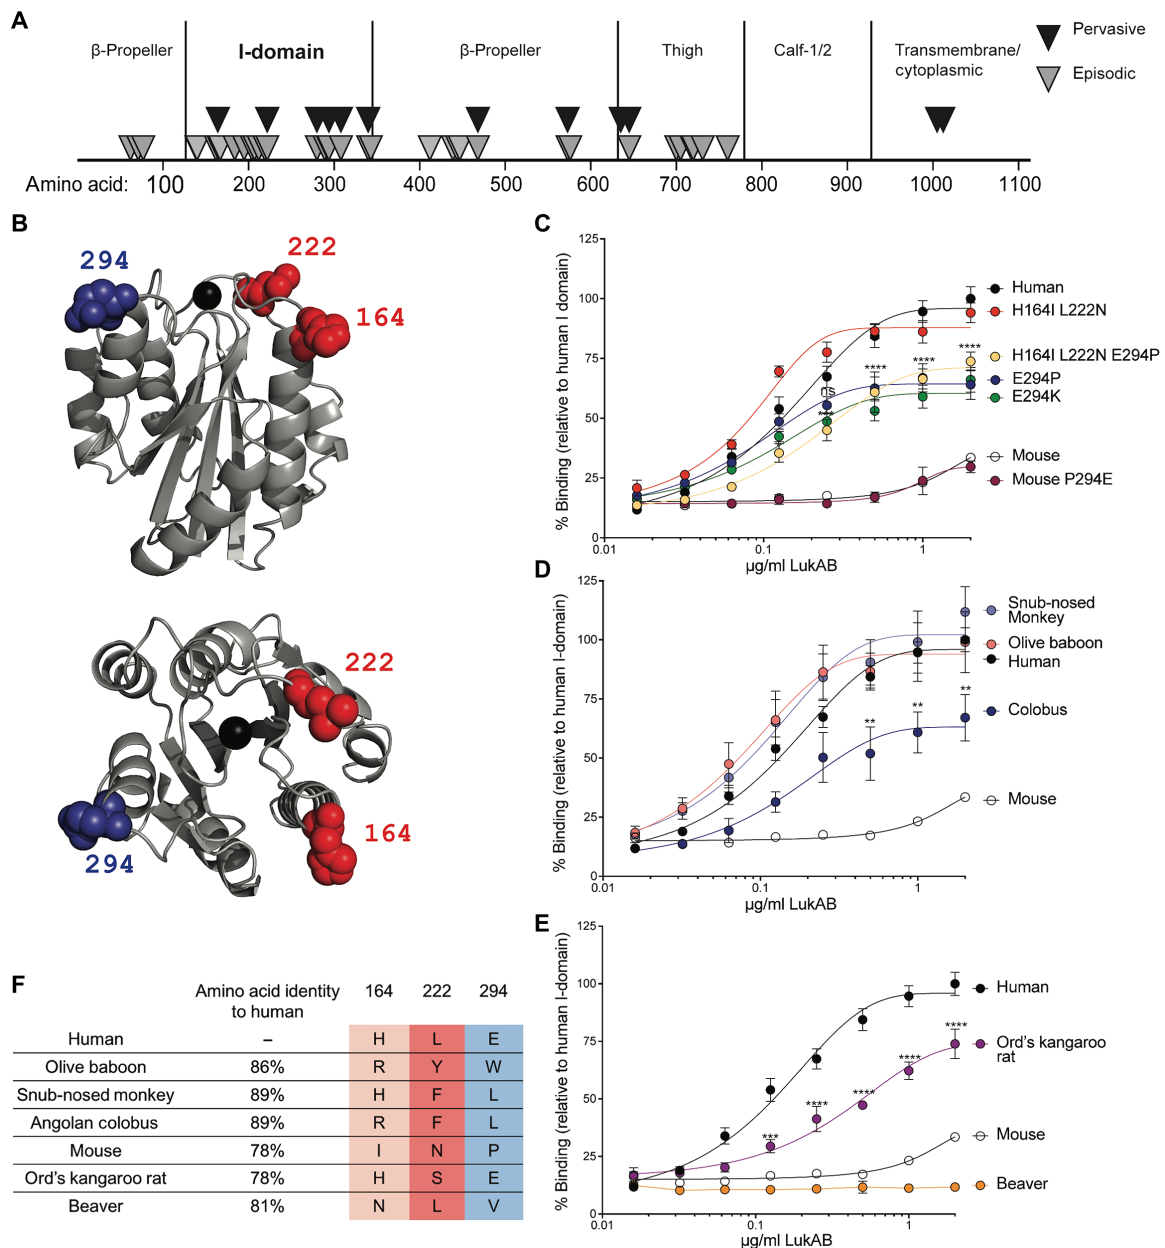 A
β-Propeller
I-domain
β-Propeller
Thigh
Calf-1/2
Transmembrane/
cytoplasmic
Pervasive
Episodic
Amino acid: 100 200 300 400 500 600 700 800 900 1000 1100
B
294
222
164
222
294
164
C
% Binding (relative to human I domain)
125
100
75
50
25
0
0.01 0.1 1
µg/ml LukAB
ns
***
****
****
****
Human
H164I L222N
H164I L222N E294P
E294P
E294K
Mouse
Mouse P294E
D
% Binding (relative to human I-domain)
125
100
75
50
25
0
0.01 0.1 1
µg/ml LukAB
**
**
**
Snub-nosed
Monkey
Olive baboon
Human
Colobus
Mouse
E
% Binding (relative to human I-domain)
125
100
75
50
25
0
0.01 0.1 1
µg/ml LukAB
***
****
****
****
****
Human
Ord's kangaroo
rat
Mouse
Beaver
F
Amino acid identity
to human
164 222 294
Human – H L E
Olive baboon 86% R Y W
Snub-nosed monkey 89% H F L
Angolan colobus 89% R F L
Mouse 78% I N P
Ord's kangaroo rat 78% H S E
Beaver 81% N L V